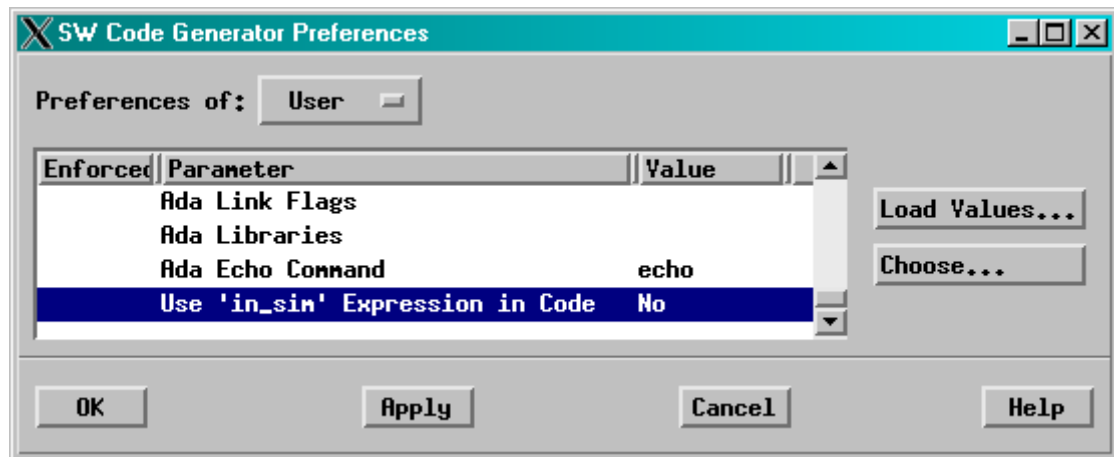 SW Code Generator Preferences
Preferences of: User
Enforced Parameter Value
Ada Link Flags
Ada Libraries
Ada Echo Command echo
Use 'in_sim' Expression in Code No
Load Values...
Choose...
OK Apply Cancel Help